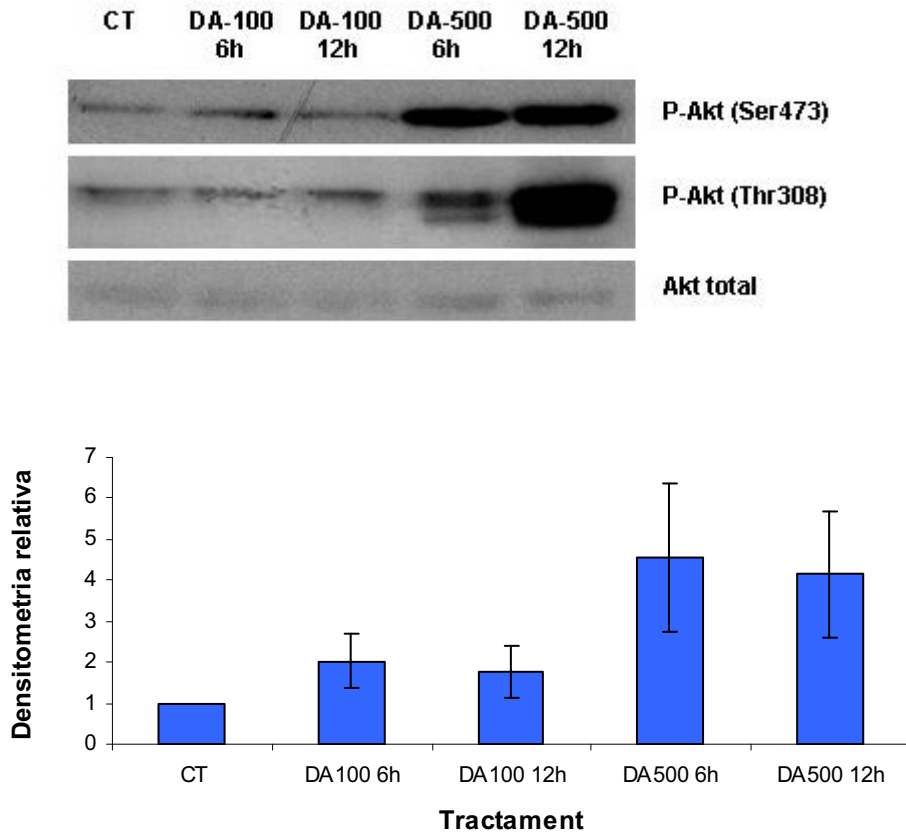 CT DA-100 DA-100 DA-500 DA-500
6h 12h 6h 12h
P-Akt (Ser473)
P-Akt (Thr308)
Akt total
7
6
5
4
3
2
1
0
Densitometria relativa
CT DA100 6h DA100 12h DA500 6h DA500 12h
Tractament